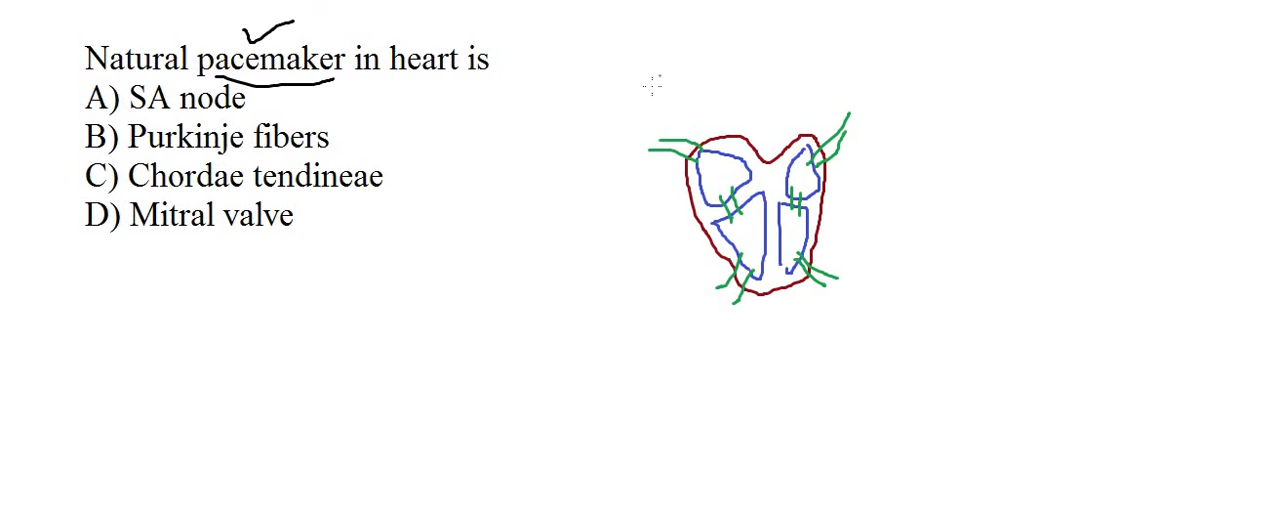 Natural pacemaker in heart is
A) SA node
B) Purkinje fibers
C) Chordae tendineae
D) Mitral valve